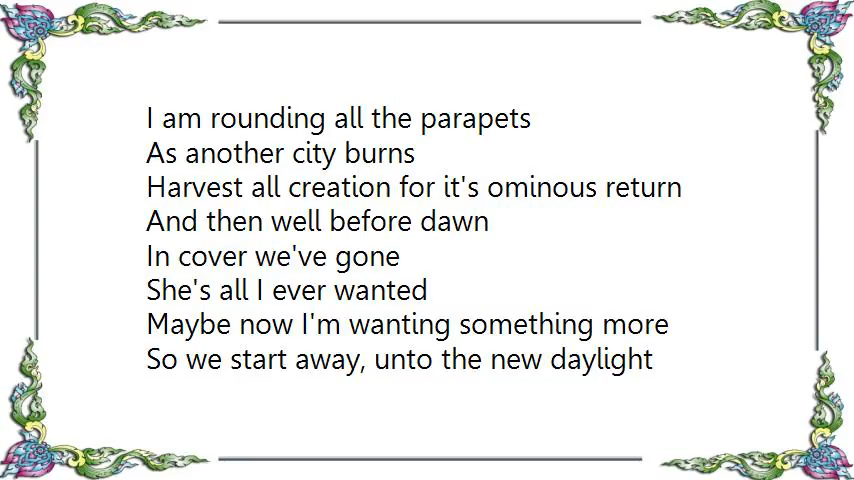 I am rounding all the parapets
As another city burns
Harvest all creation for it's ominous return
And then well before dawn
In cover we've gone
She's all I ever wanted
Maybe now I'm wanting something more
So we start away, unto the new daylight